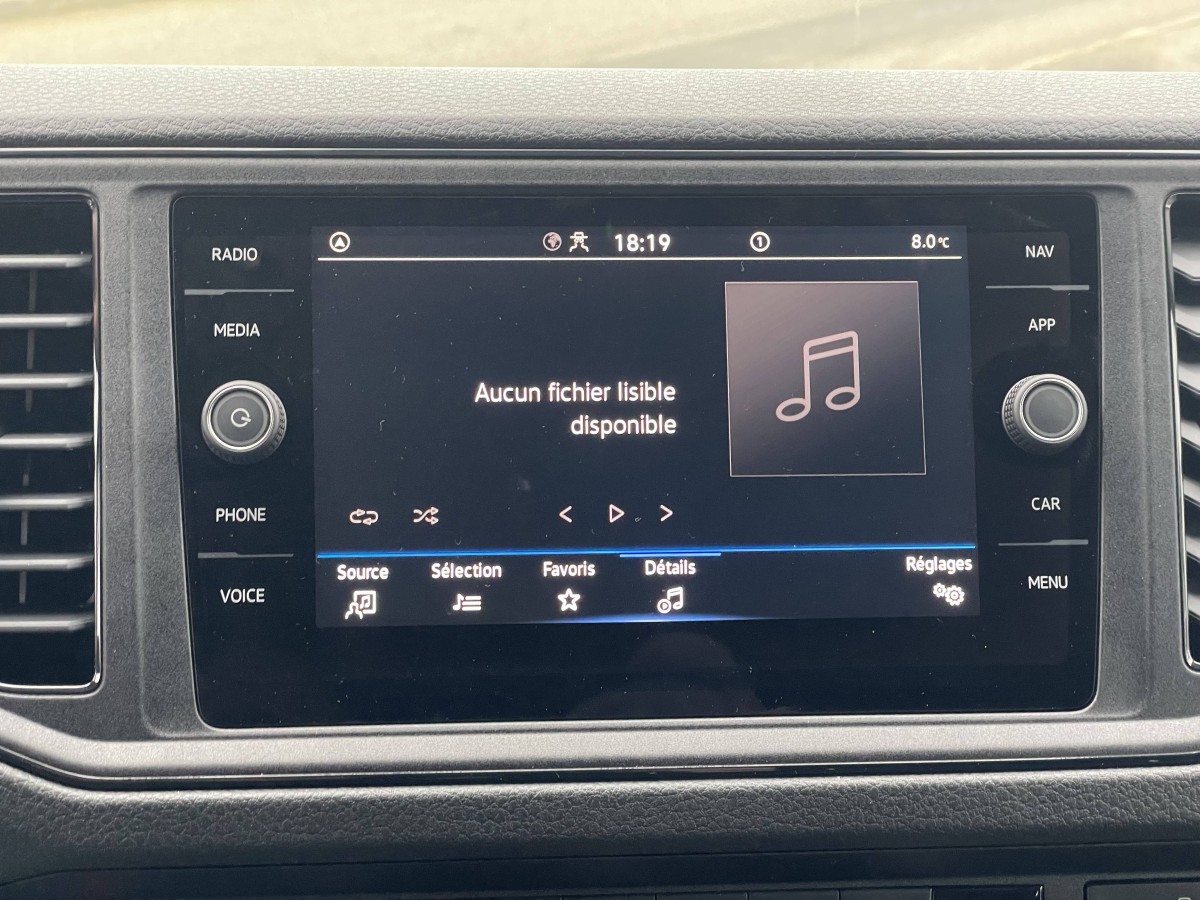 RADIO
MEDIA
PHONE
VOICE
18:19
1
8.0°C
Aucun fichier lisible
disponible
Source
Sélection
Favoris
Détails
Réglages
NAV
APP
CAR
MENU